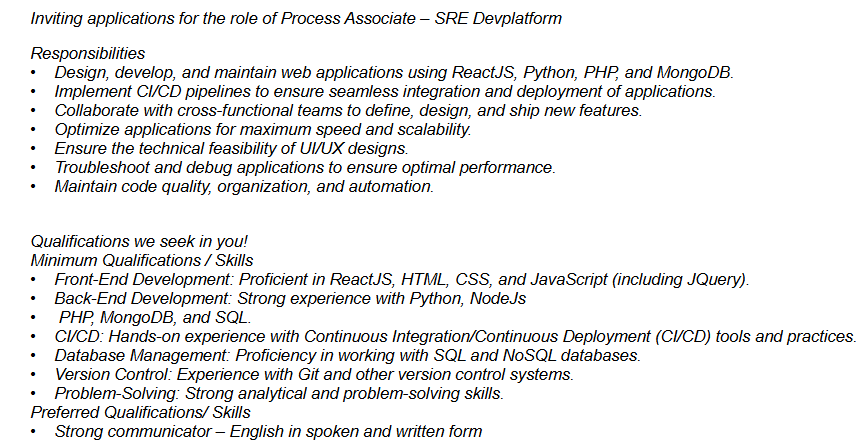 Inviting applications for the role of Process Associate – SRE Devplatform
Responsibilities
• Design, develop, and maintain web applications using ReactJS, Python, PHP, and MongoDB.
• Implement CI/CD pipelines to ensure seamless integration and deployment of applications.
• Collaborate with cross-functional teams to define, design, and ship new features.
• Optimize applications for maximum speed and scalability.
• Ensure the technical feasibility of UI/UX designs.
• Troubleshoot and debug applications to ensure optimal performance.
• Maintain code quality, organization, and automation.
Qualifications we seek in you!
Minimum Qualifications / Skills
• Front-End Development: Proficient in ReactJS, HTML, CSS, and JavaScript (including JQuery).
• Back-End Development: Strong experience with Python, NodeJs
• PHP, MongoDB, and SQL.
• CI/CD: Hands-on experience with Continuous Integration/Continuous Deployment (CI/CD) tools and practices.
• Database Management: Proficiency in working with SQL and NoSQL databases.
• Version Control: Experience with Git and other version control systems.
• Problem-Solving: Strong analytical and problem-solving skills.
Preferred Qualifications/ Skills
• Strong communicator – English in spoken and written form